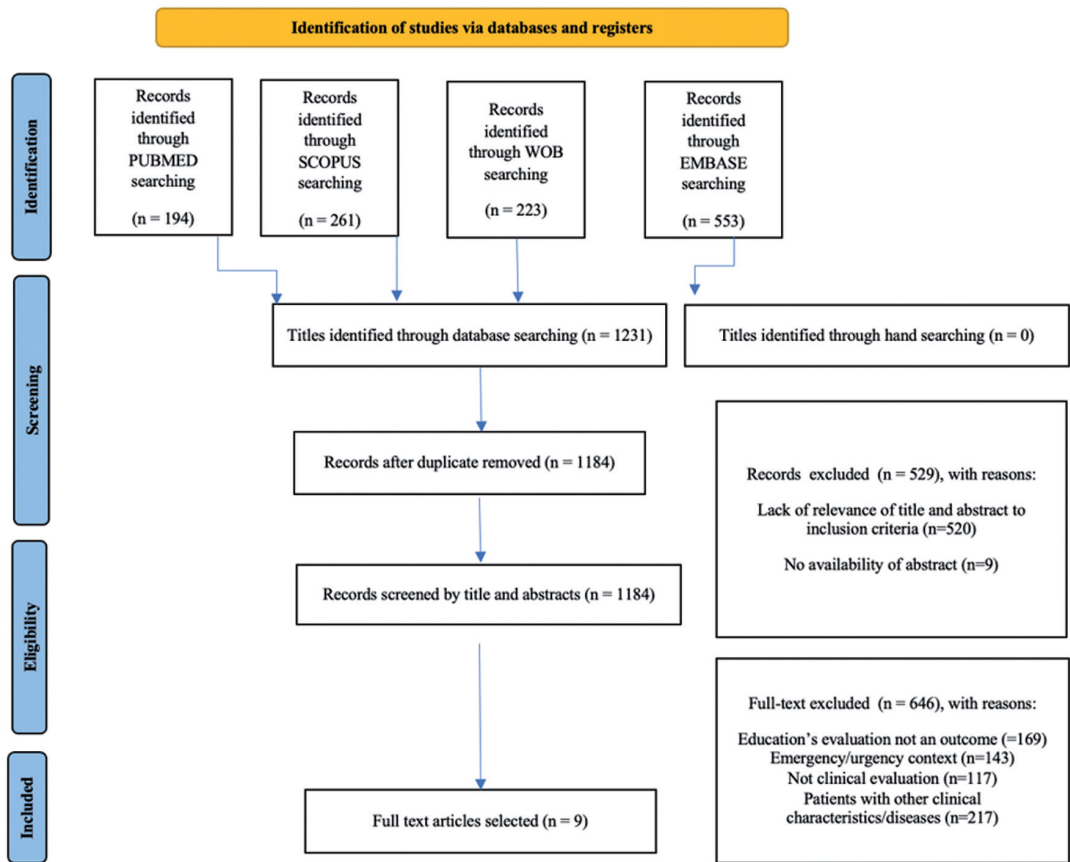 Identification of studies via databases and registers
Identification
Records
identified
through
PUBMED
searching
(n = 194)
Records
identified
through
SCOPUS
searching
(n = 261)
Records
identified
through WOB
searching
(n = 223)
Records
identified
through
EMBASE
searching
(n = 553)
Screening
Titles identified through database searching (n = 1231)
Titles identified through hand searching (n = 0)
Records after duplicate removed (n = 1184)
Records excluded (n = 529), with reasons:
Lack of relevance of title and abstract to
inclusion criteria (n=520)
No availability of abstract (n=9)
Eligibility
Records screened by title and abstracts (n = 1184)
Full-text excluded (n = 646), with reasons:
Education’s evaluation not an outcome (=169)
Emergency/urgency context (n=143)
Not clinical evaluation (n=117)
Patients with other clinical
characteristics/diseases (n=217)
Included
Full text articles selected (n = 9)